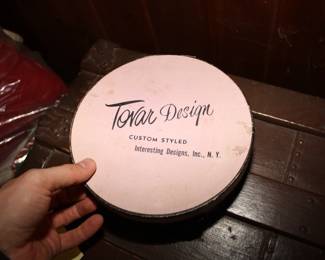 Tovar Design
CUSTOM STYLED
Interesting Designs, Inc., N. Y.